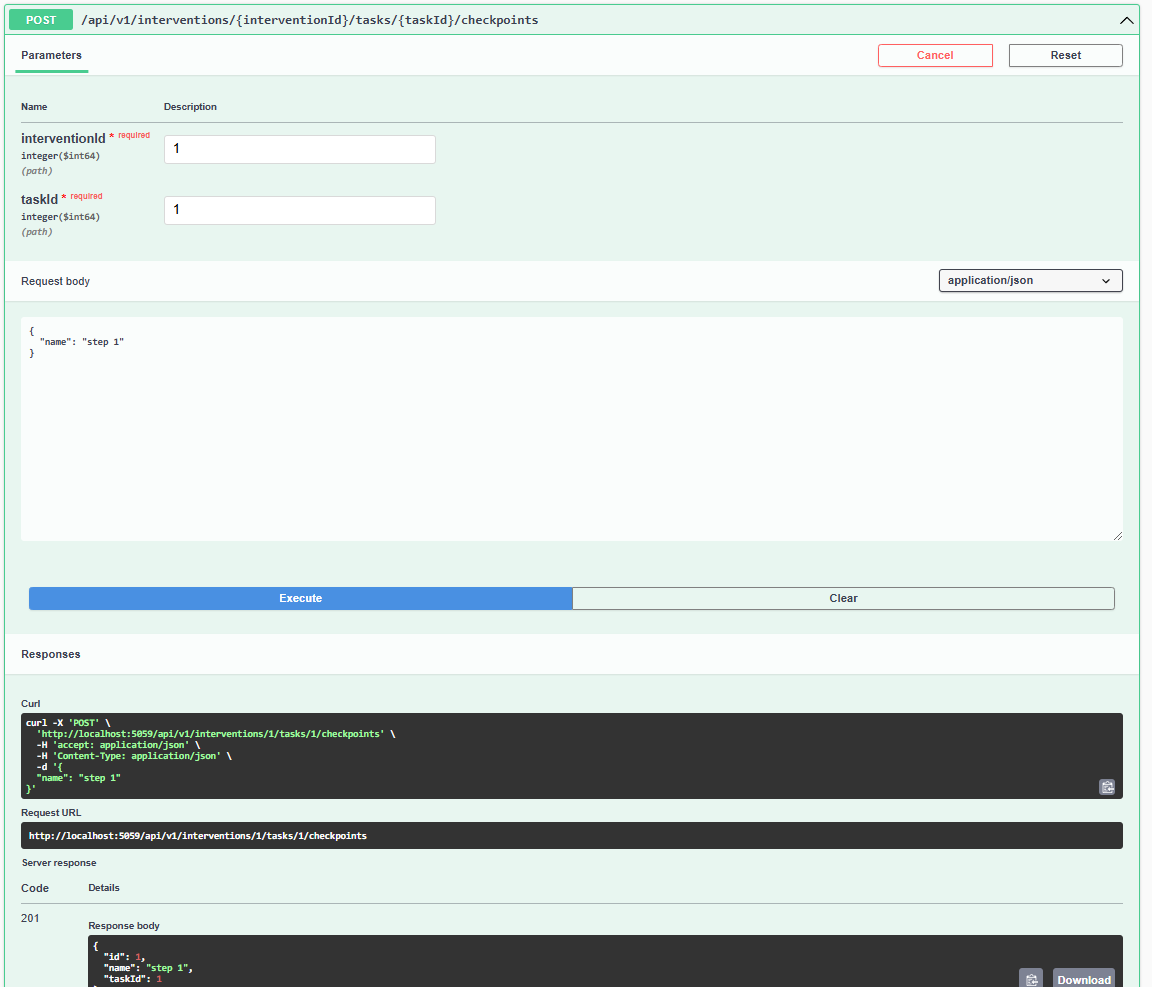 POST /api/v1/interventions/{interventionId}/tasks/{taskId}/checkpoints
Parameters
Cancel
Reset
Name Description
interventionId * required
1
integer($int64)
(path)
taskId * required
1
integer($int64)
(path)
Request body
application/json
{
"name": "step 1"
}
Execute
Clear
Responses
Curl
curl -X 'POST' \
'http://localhost:5059/api/v1/interventions/1/tasks/1/checkpoints' \
-H 'accept: application/json' \
-H 'Content-Type: application/json' \
-d '{
"name": "step 1"
}'
Request URL
http://localhost:5059/api/v1/interventions/1/tasks/1/checkpoints
Server response
Code Details
201
Response body
{
"id": 1,
"name": "step 1",
"taskId": 1
Download